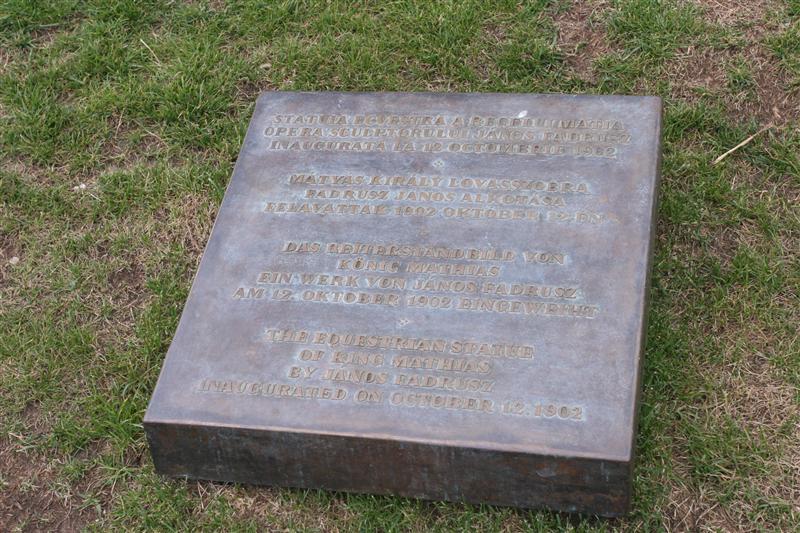 STATUIA ECVESTRĂ A REGELUI MATIA
OPERA SCULPTORULUI JÁNOS FADRUSZ
INAUGURATĂ LA 12 OCTOMBRIE 1902
MÁTYÁS KIRÁLY LOVASSZOBRA
FADRUSZ JÁNOS ALKOTÁSA
FELAVATTÁK 1902 OKTÓBER 12-ÉN
DAS REITERSTANDBILD VON
KÖNIG MATHIAS
EIN WERK VON JÁNOS FADRUSZ
AM 12. OKTOBER 1902 EINGEWEIHT
THE EQUESTRIAN STATUE
OF KING MATHIAS
BY JÁNOS FADRUSZ
INAUGURATED ON OCTOBER 12.1902